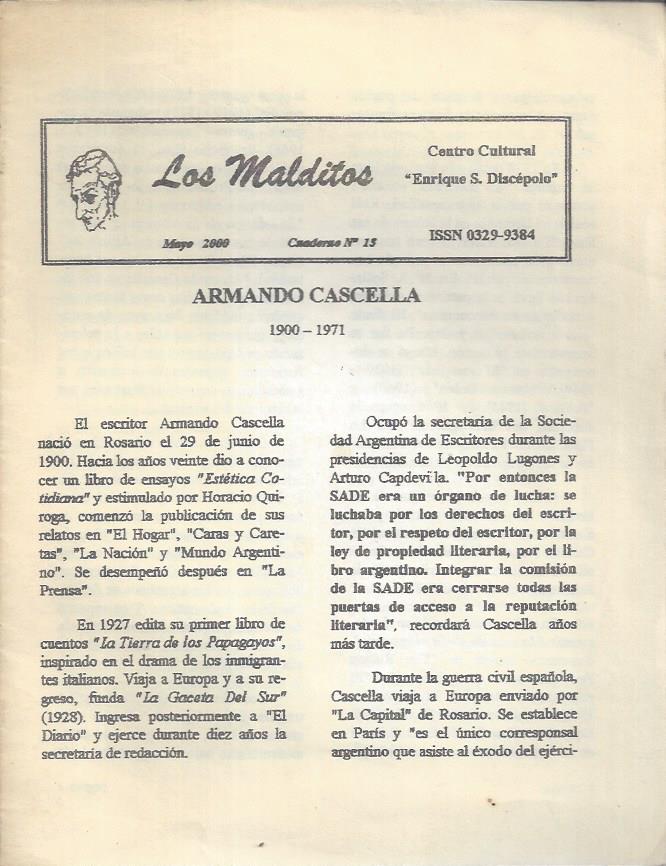 Los Malditos
Centro Cultural
"Enrique S. Discépolo"
Mayo 2000
Cuaderno Nº 15
ISSN 0329-9384
ARMANDO CASCELLA
1900 – 1971
El escritor Armando Cascella
nació en Rosario el 29 de junio de
1900. Hacia los años veinte dio a cono-
cer un libro de ensayos "Estética Co-
tidiana" y estimulado por Horacio Qui-
roga, comenzó la publicación de sus
relatos en "El Hogar", "Caras y Care-
tas", "La Nación" y "Mundo Argenti-
no". Se desempeñó después en "La
Prensa".
En 1927 edita su primer libro de
cuentos "la Tierra de los Papagayos",
inspirado en el drama de los inmigran-
tes italianos. Viaja a Europa y a su re-
greso, funda "La Gaceta Del Sur"
(1928). Ingresa posteriormente a "El
Diario" y ejerce durante diez años la
secretaría de redacción.
Ocupó la secretaría de la Socie-
dad Argentina de Escritores durante las
presidencias de Leopoldo Lugones y
Arturo Capdevila. "Por entonces la
SADE era un órgano de lucha: se
luchaba por los derechos del escri-
tor, por el respeto del escritor, por la
ley de propiedad literaria, por el li-
bro argentino. Integrar la comisión
de la SADE era cerrarse todas las
puertas de acceso a la reputación
literaria", recordará Cascella años
más tarde.
Durante la guerra civil española,
Cascella viaja a Europa enviado por
"La Capital" de Rosario. Se establece
en París y "es el único corresponsal
argentino que asiste al éxodo del ejérci-